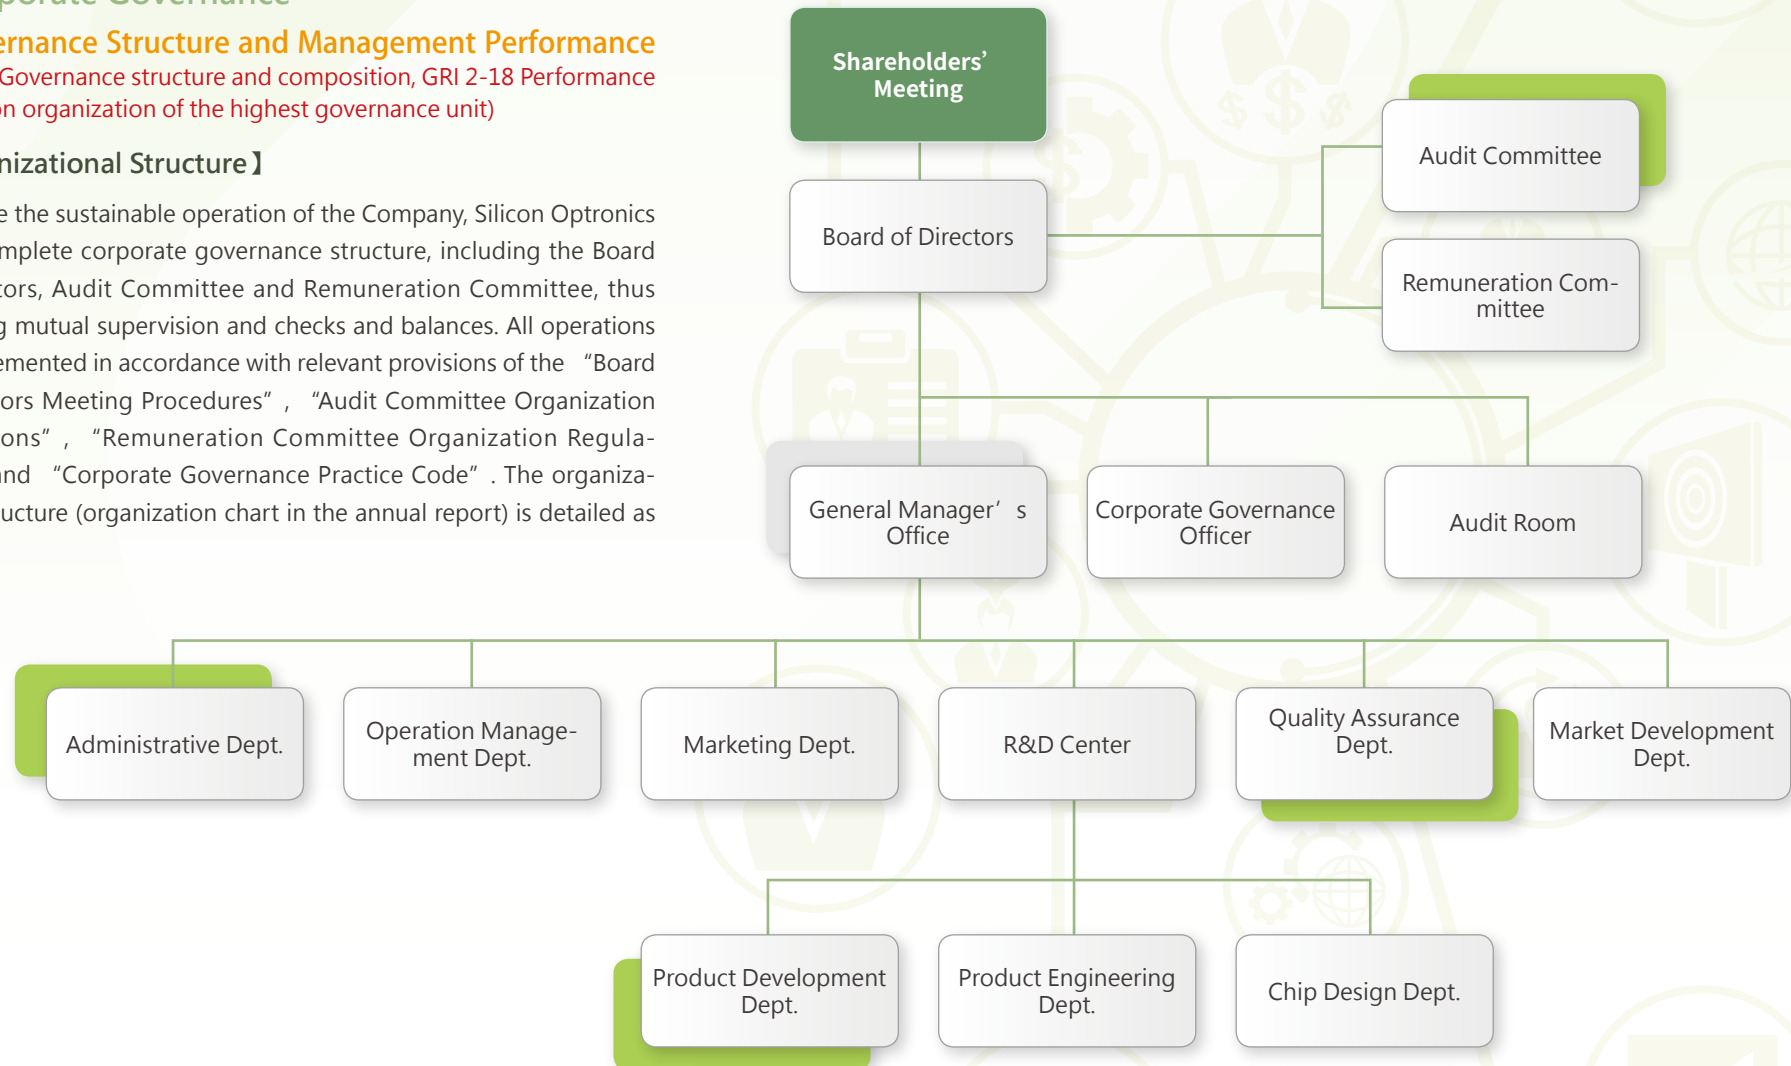 porate Governance
ernance Structure and Management Performance
Governance structure and composition, GRI 2-18 Performance
on organization of the highest governance unit)
nizational Structure】
e the sustainable operation of the Company, Silicon Optronics
mplete corporate governance structure, including the Board
tors, Audit Committee and Remuneration Committee, thus
g mutual supervision and checks and balances. All operations
emented in accordance with relevant provisions of the “Board
ors Meeting Procedures”, “Audit Committee Organization
ons”, “Remuneration Committee Organization Regula-
and “Corporate Governance Practice Code”. The organiza-
ucture (organization chart in the annual report) is detailed as
Shareholders’
Meeting
Board of Directors
Audit Committee
Remuneration Com-
mittee
General Manager’s
Office
Corporate Governance
Officer
Audit Room
Administrative Dept.
Operation Manage-
ment Dept.
Marketing Dept.
R&D Center
Quality Assurance
Dept.
Market Development
Dept.
Product Development
Dept.
Product Engineering
Dept.
Chip Design Dept.